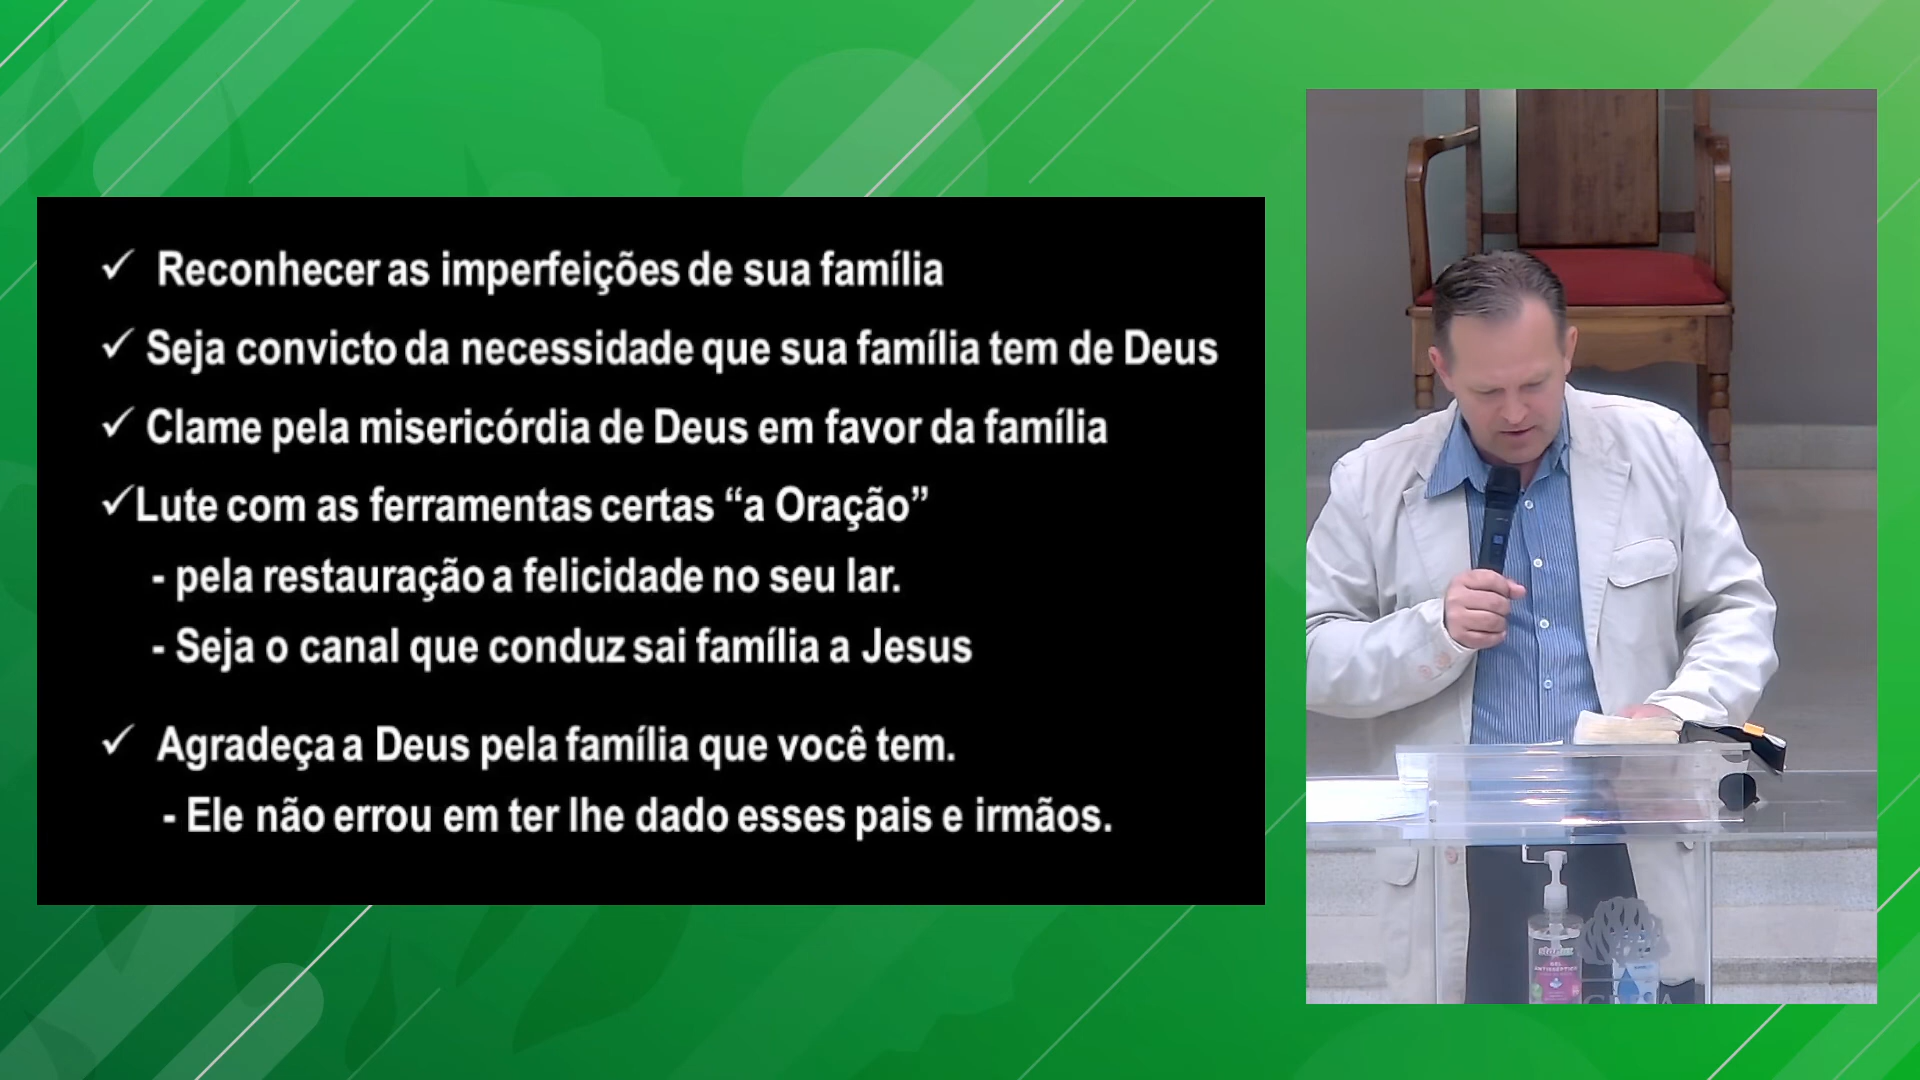 ✓ Reconhecer as imperfeições de sua família
✓ Seja convicto da necessidade que sua família tem de Deus
✓ Clame pela misericórdia de Deus em favor da família
✓Lute com as ferramentas certas “a Oração”
- pela restauração a felicidade no seu lar.
- Seja o canal que conduz sai família a Jesus
✓ Agradeça a Deus pela família que você tem.
- Ele não errou em ter lhe dado esses pais e irmãos.